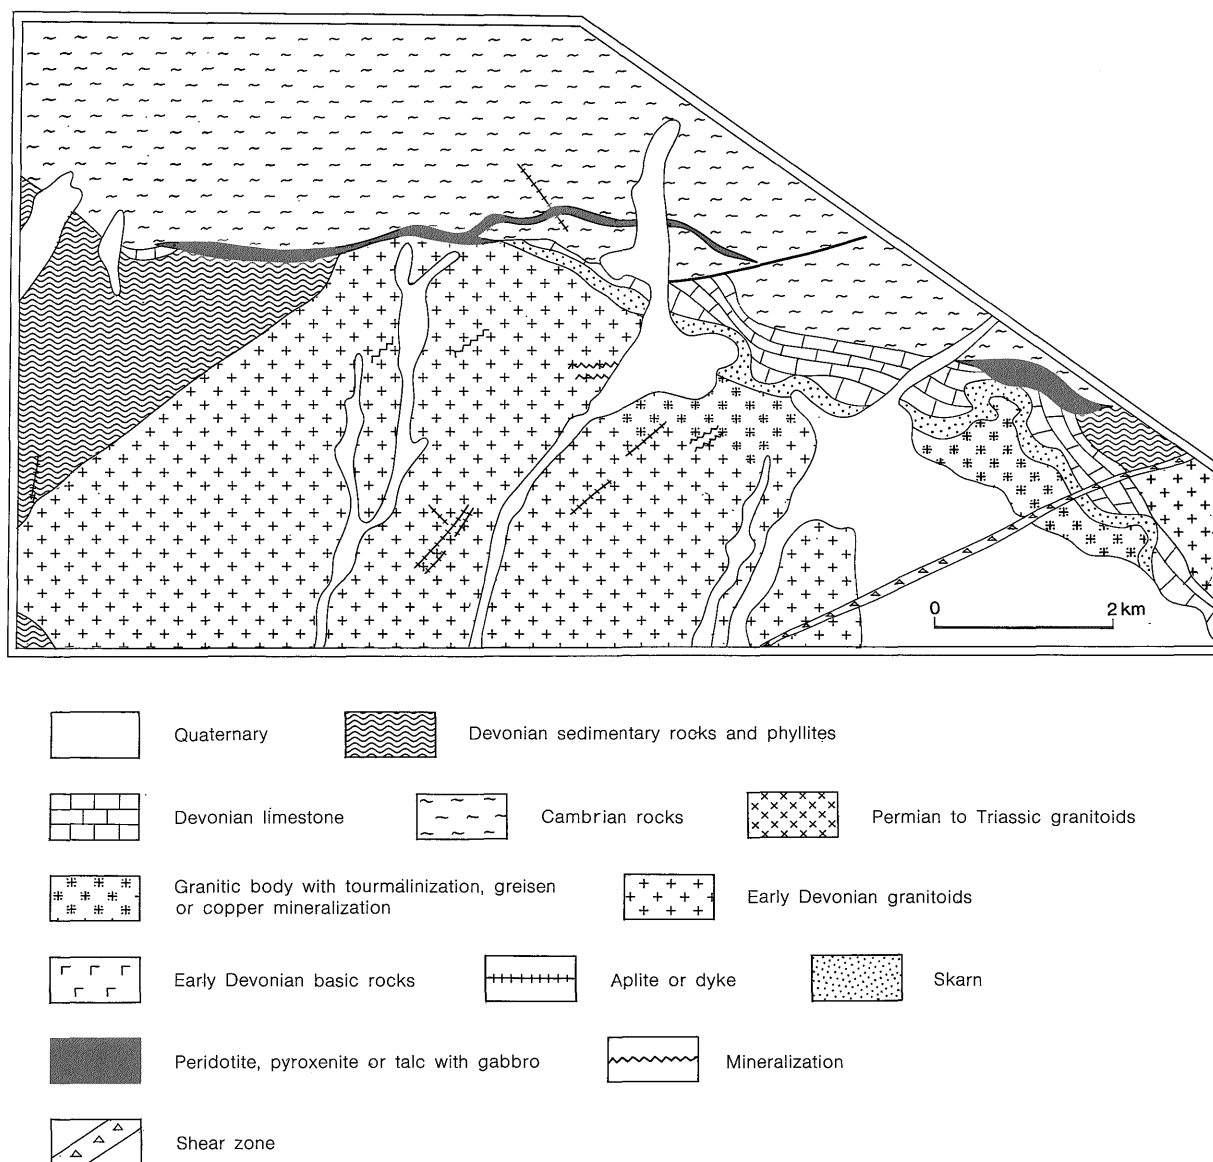 0 2 km
Quaternary
Devonian sedimentary rocks and phyllites
Devonian limestone
Cambrian rocks
Permian to Triassic granitoids
Granitic body with tourmalinization, greisen
or copper mineralization
Early Devonian granitoids
Early Devonian basic rocks
Aplite or dyke
Skarn
Peridotite, pyroxenite or talc with gabbro
Mineralization
Shear zone